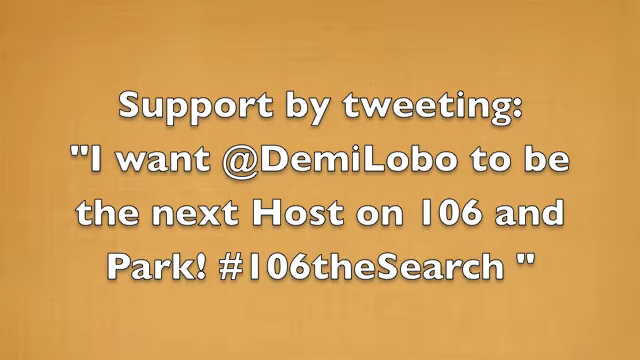 Support by tweeting:
"I want @DemiLobo to be
the next Host on 106 and
Park! #106theSearch "